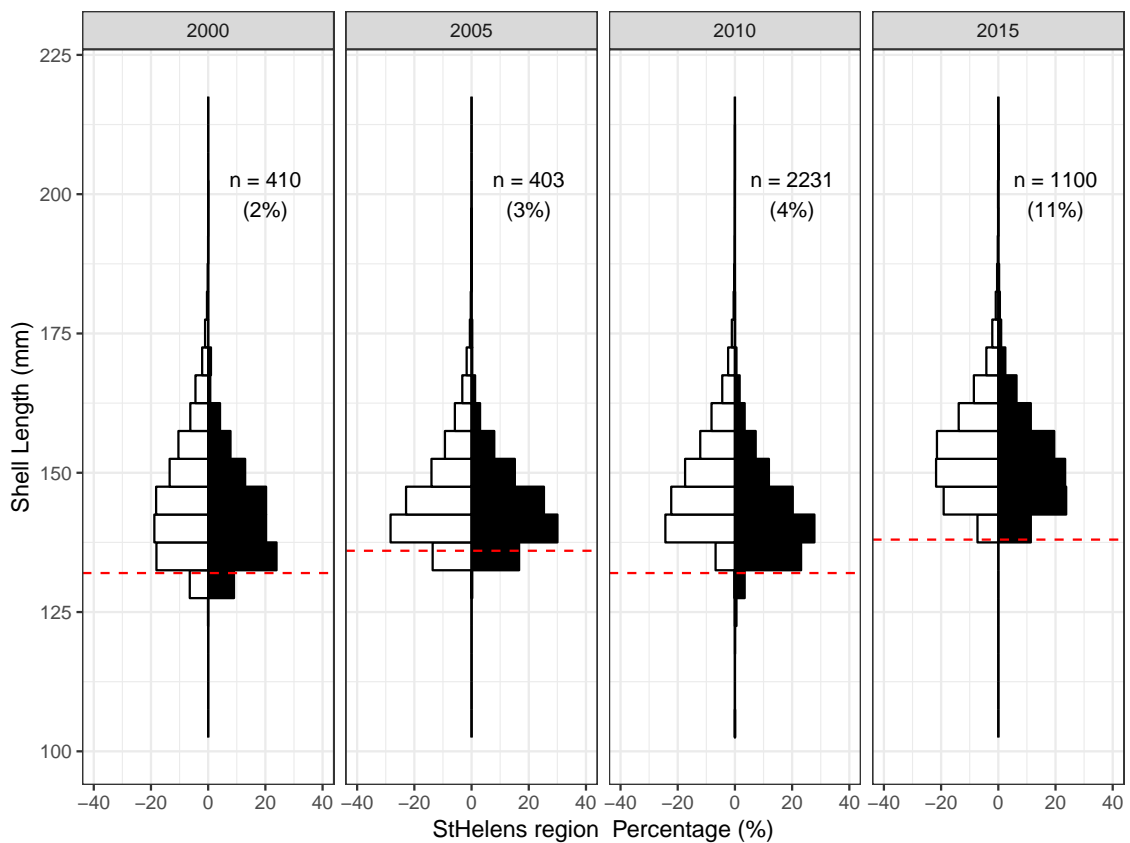 2000 2005 2010 2015
225
200
175
150
125
100
Shell Length (mm)
n = 410
(2%)
n = 403
(3%)
n = 2231
(4%)
n = 1100
(11%)
−40 −20 0 20 40 −40 −20 0 20 40 −40 −20 0 20 40 −40 −20 0 20 40
StHelens region Percentage (%)